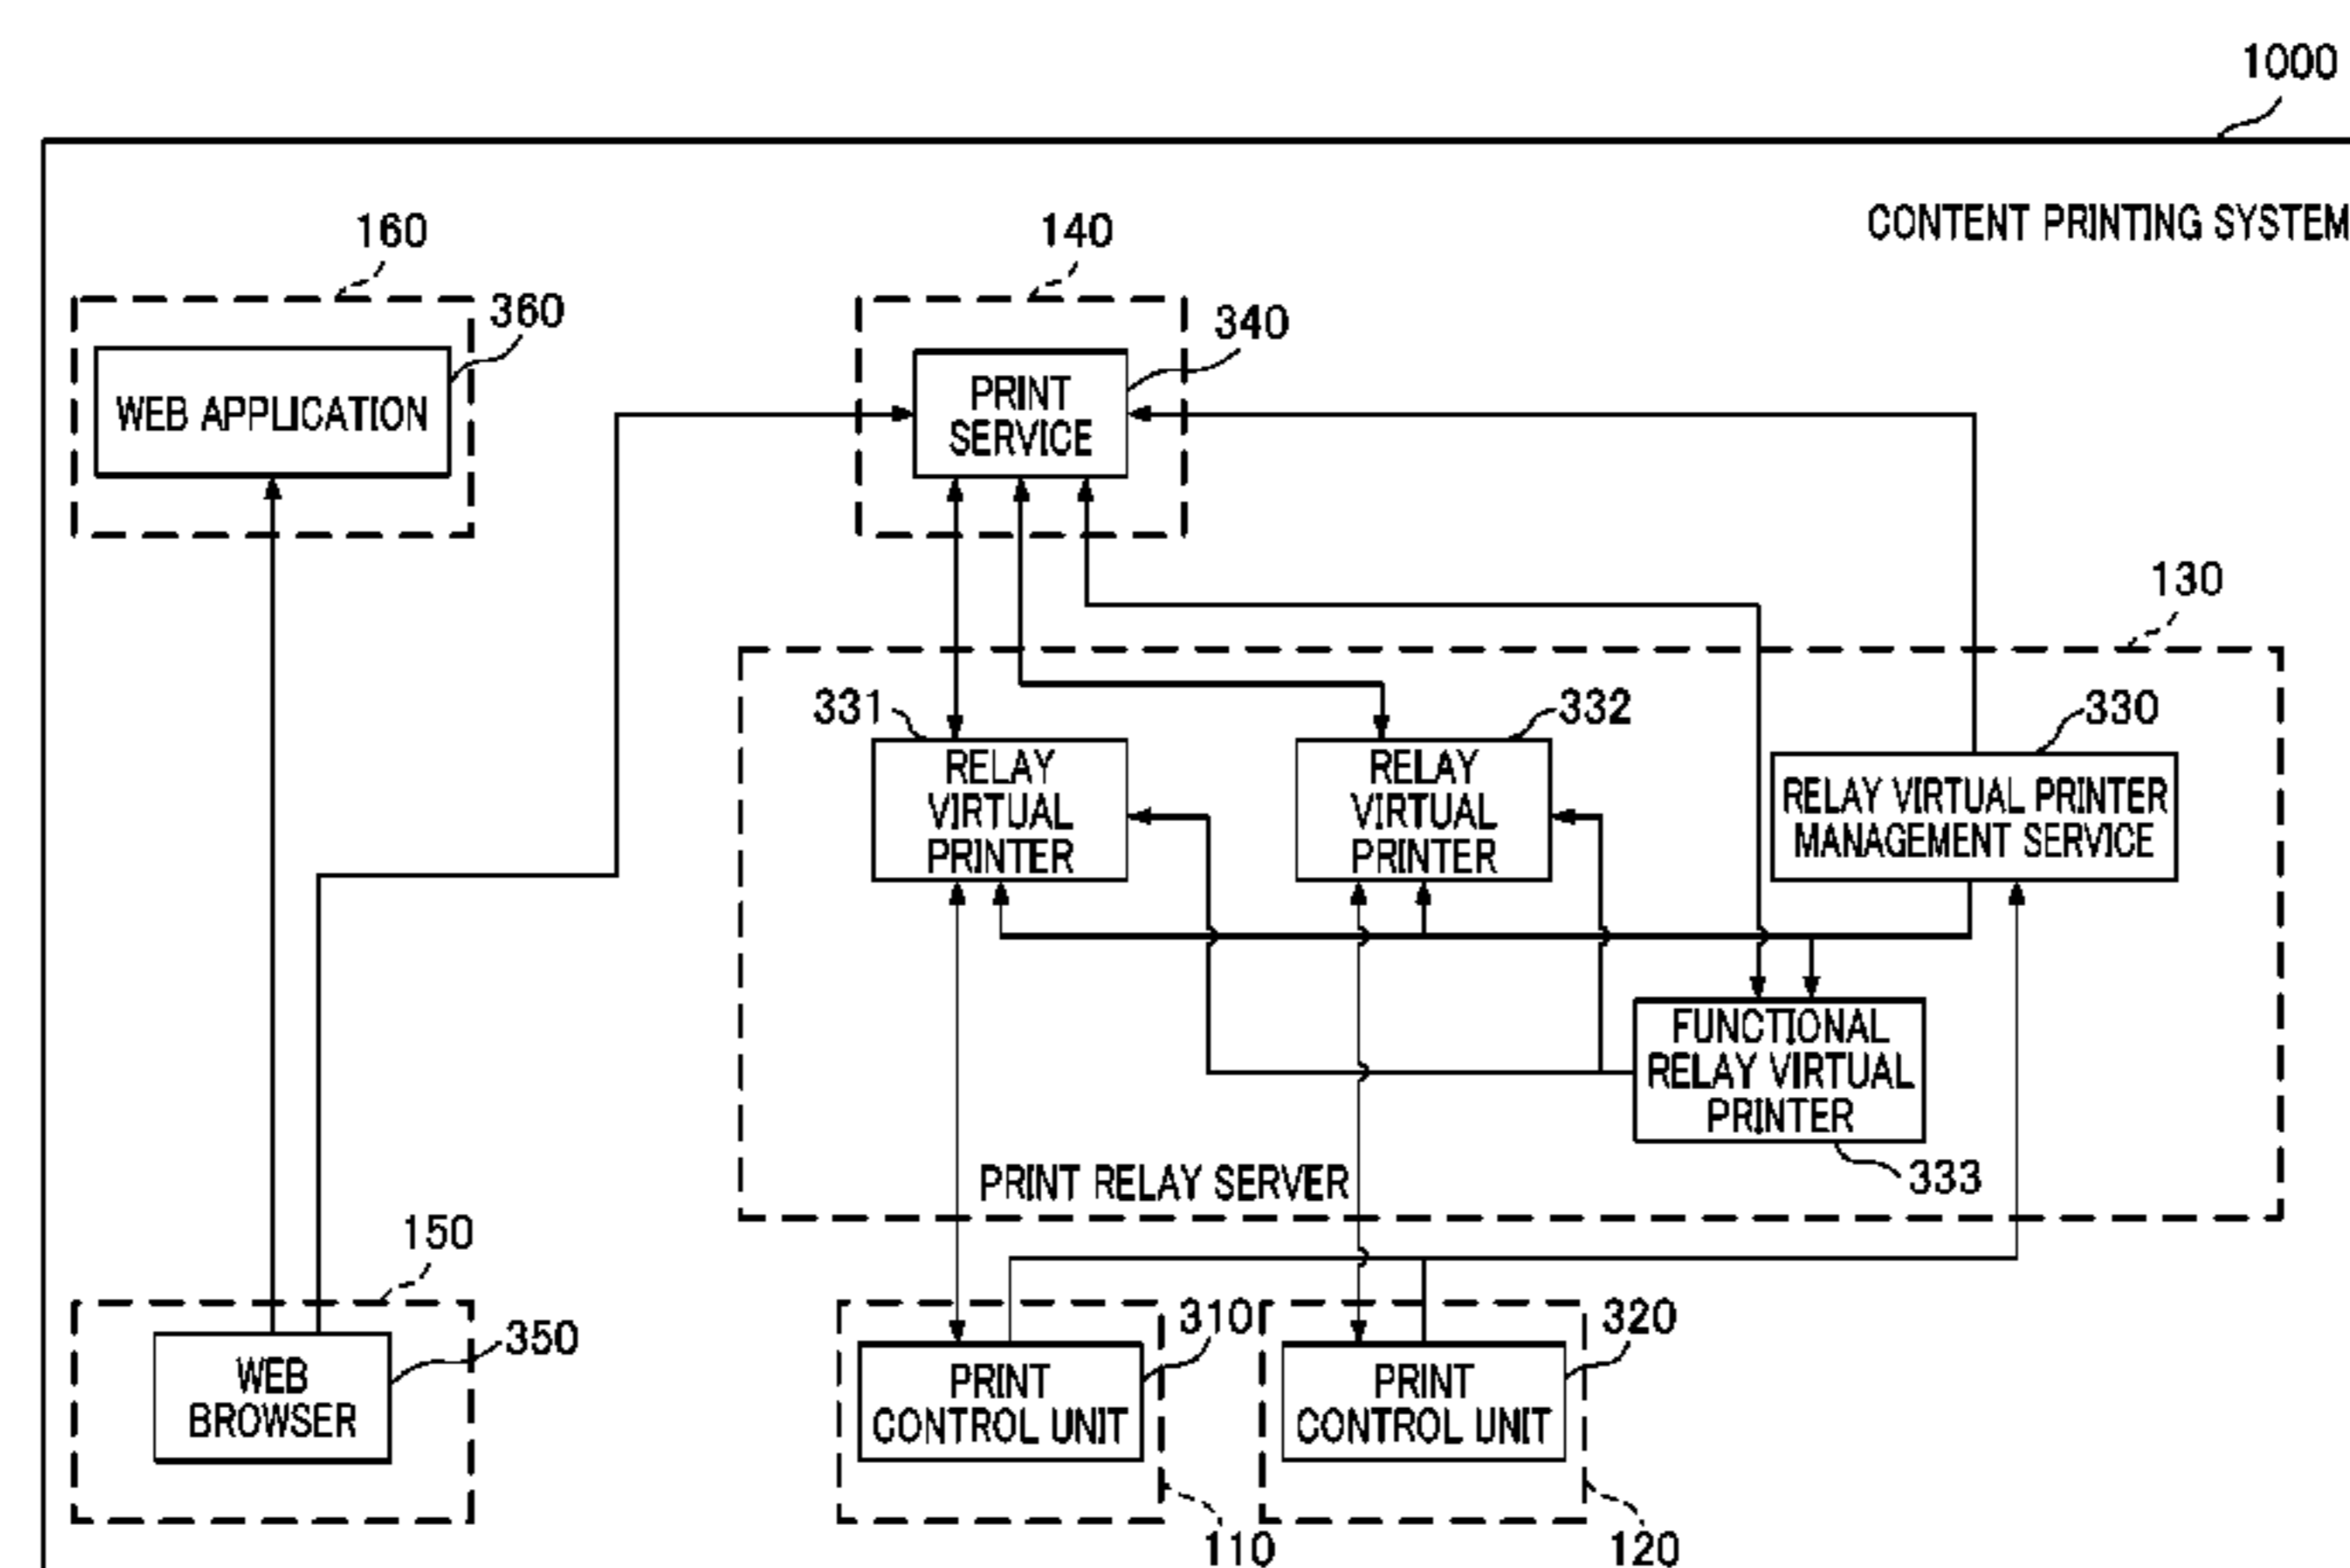 1000
CONTENT PRINTING SYSTEM
160
140
360
340
WEB APPLICATION
PRINT
SERVICE
130
331
332
330
RELAY
VIRTUAL
PRINTER
RELAY
VIRTUAL
PRINTER
RELAY VIRTUAL PRINTER
MANAGEMENT SERVICE
FUNCTIONAL
RELAY VIRTUAL
PRINTER
333
PRINT RELAY SERVER
150
350
310
320
WEB
BROWSER
PRINT
CONTROL UNIT
PRINT
CONTROL UNIT
110
120